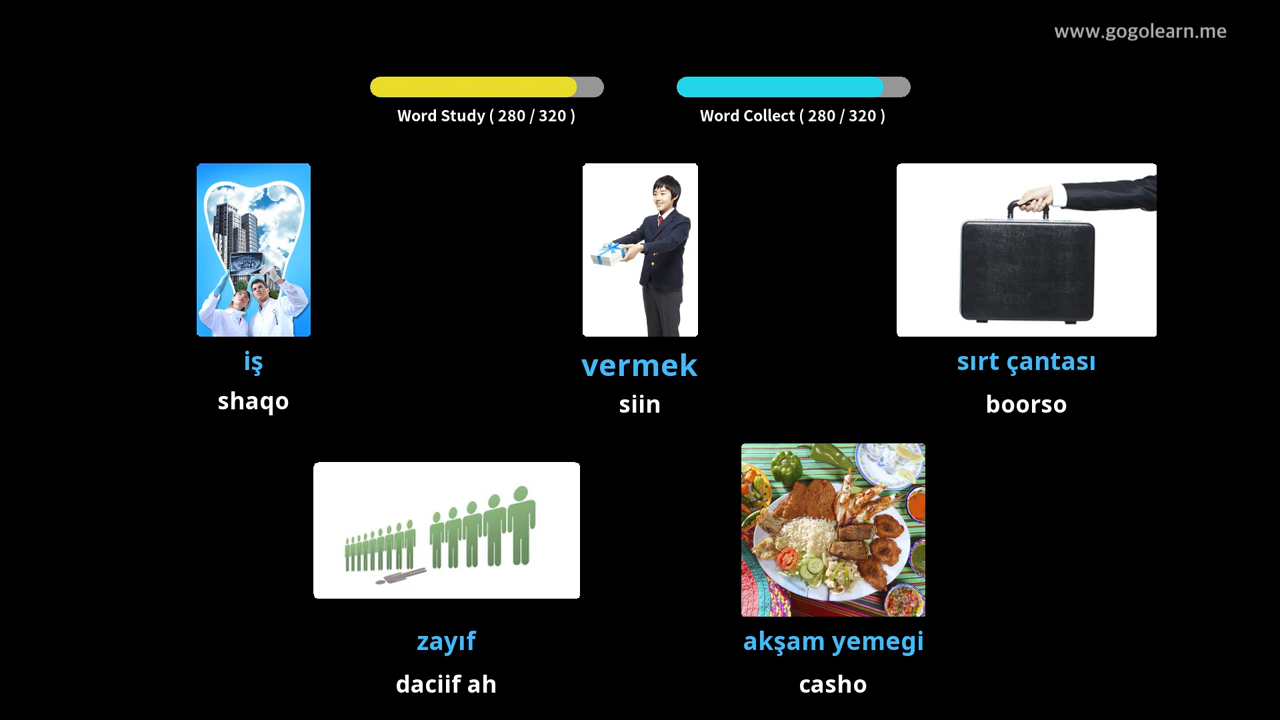 www.gogolearn.me
Word Study ( 280 / 320 )
Word Collect ( 280 / 320 )
iş
shaqo
vermek
siin
sırt çantası
boorso
zayıf
daciif ah
akşam yemegi
casho